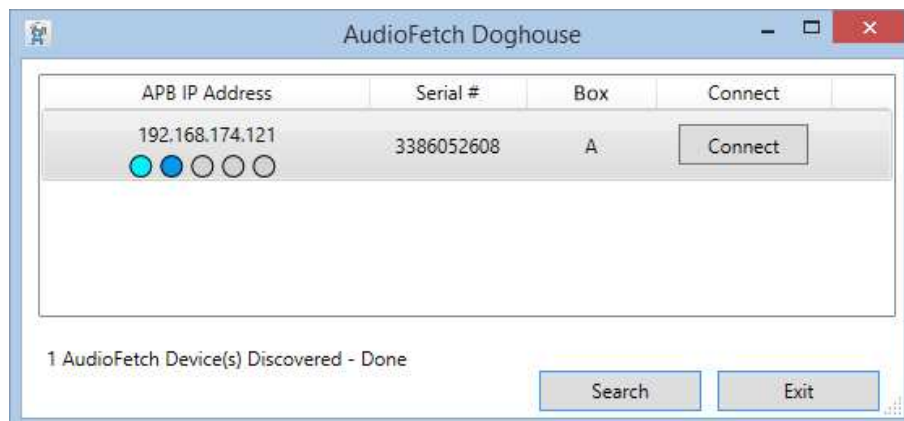 AudioFetch Doghouse
APB IP Address Serial # Box Connect
192.168.174.121 3386052608 A Connect
1 AudioFetch Device(s) Discovered - Done
Search Exit